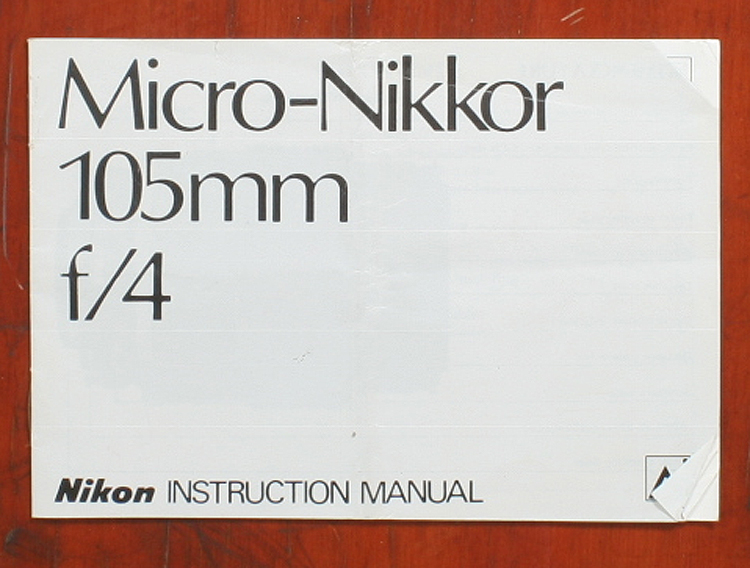 Micro-Nikkor
105mm
f/4
Nikon INSTRUCTION MANUAL